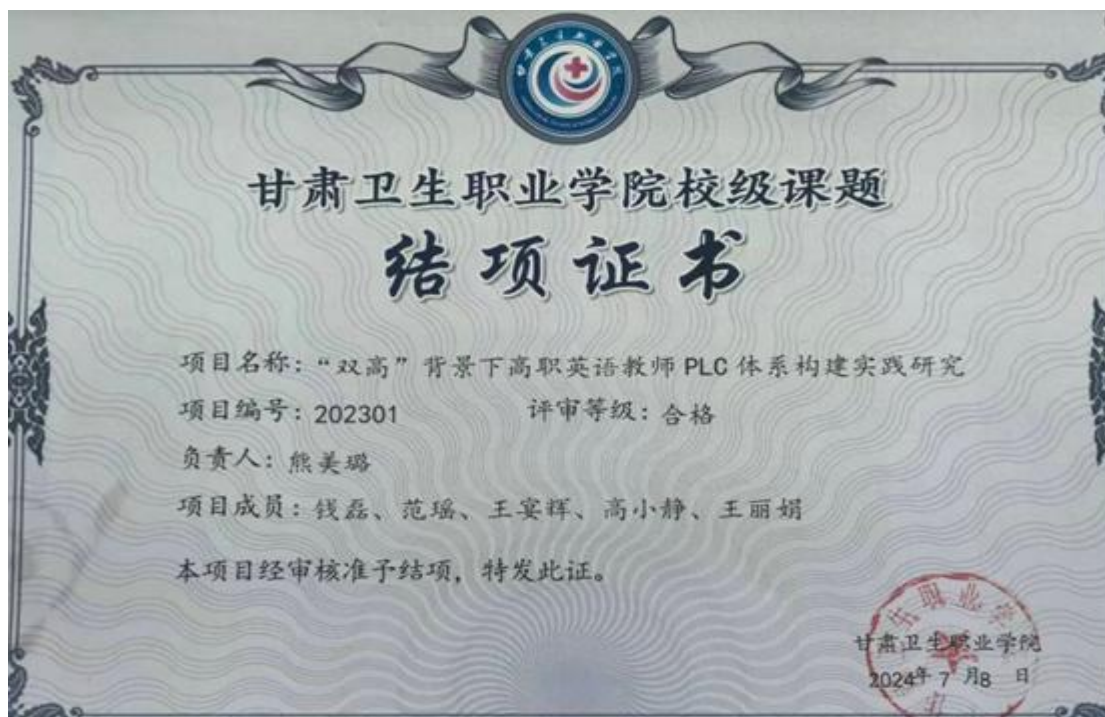 甘肃卫生职业学院校级课题
结项证书
项目名称：“双高”背景下高职英语教师 PLC 体系构建实践研究
项目编号：202301 评审等级：合格
负责人：熊美璐
项目成员：钱磊、范瑶、王宴辉、高小静、王丽娟
本项目经审核准予结项，特发此证。
甘肃卫生职业学院
2024年 7 月8 日